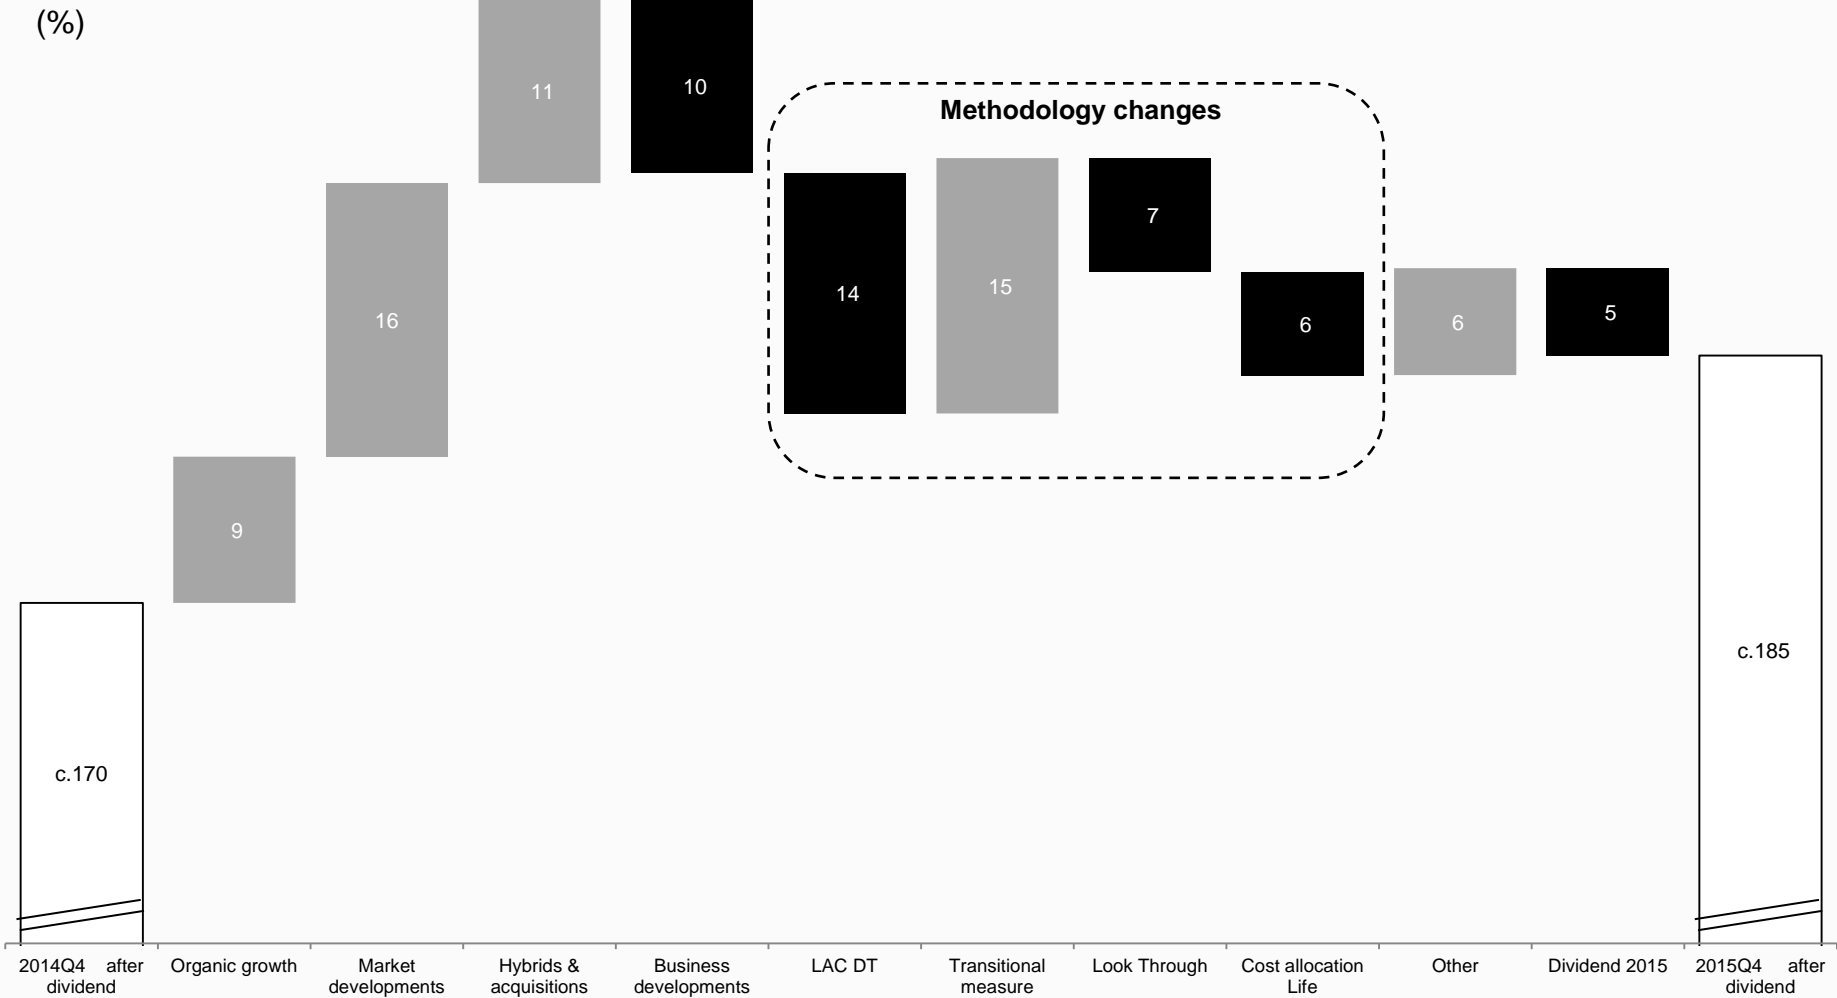 (%)
11
10
Methodology changes
7
14
15
16
6
6
5
9
c.185
c.170
2014Q4 after
dividend
Organic growth
Market
developments
Hybrids &
acquisitions
Business
developments
LAC DT
Transitional
measure
Look Through
Cost allocation
Life
Other
Dividend 2015
2015Q4 after
dividend